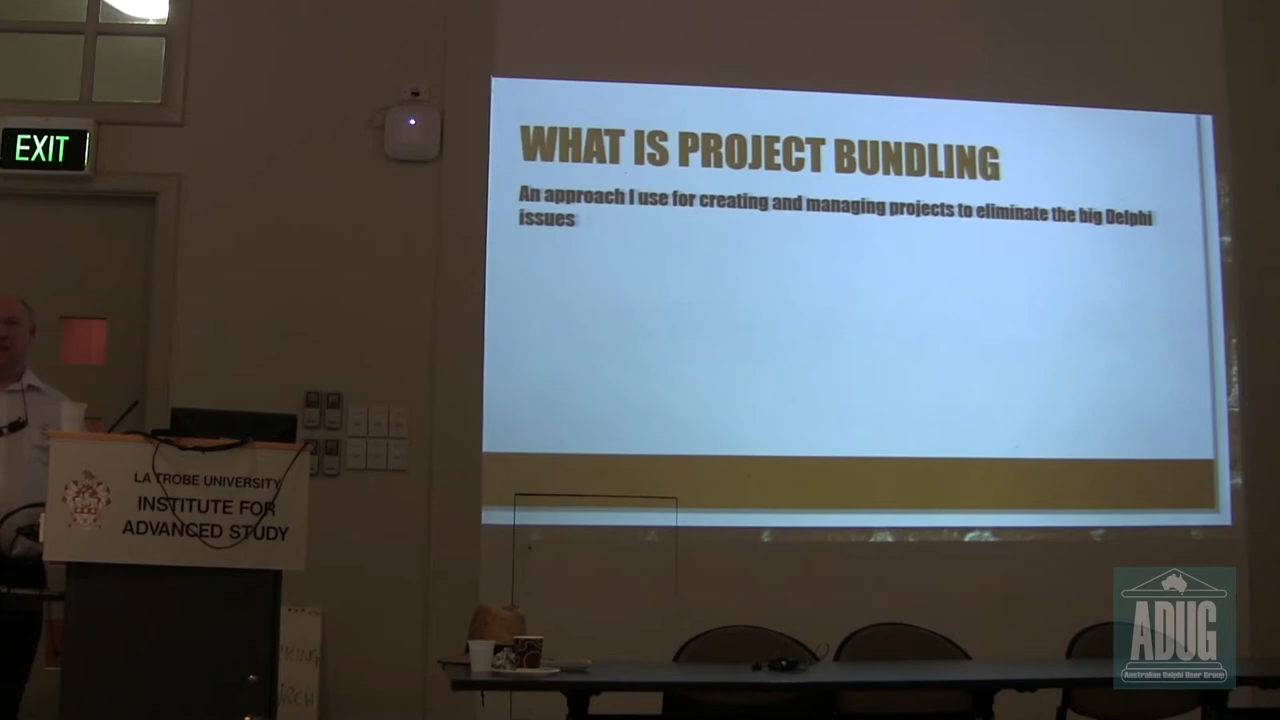 EXIT
WHAT IS PROJECT BUNDLING
An approach I use for creating and managing projects to eliminate the big Delphi
issues
LA TROBE UNIVERSITY
INSTITUTE FOR
ADVANCED STUDY
ADUG
Australian Delphi User Group